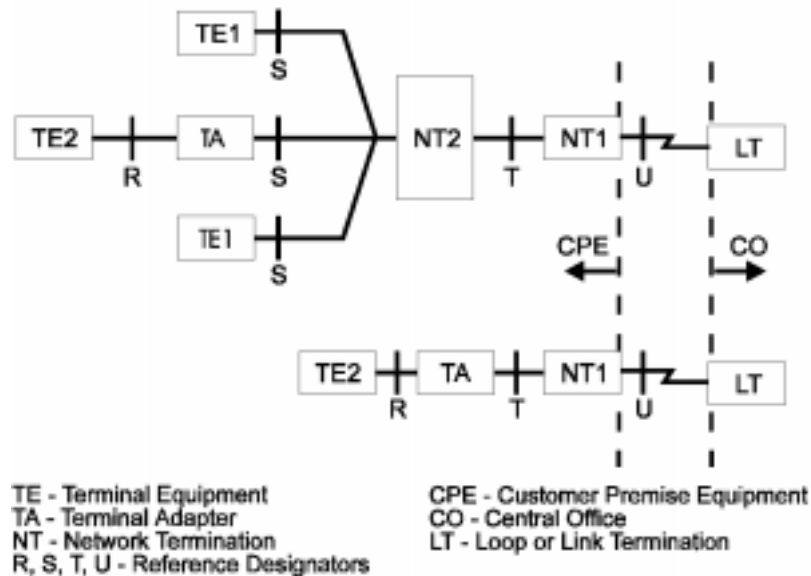 TE1
S
TE2
R
TA
S
NT2
T
NT1
U
LT
TE1
S
CPE
CO
TE2
R
TA
T
NT1
U
LT
TE - Terminal Equipment
TA - Terminal Adapter
NT - Network Termination
R, S, T, U - Reference Designators
CPE - Customer Premise Equipment
CO - Central Office
LT - Loop or Link Termination